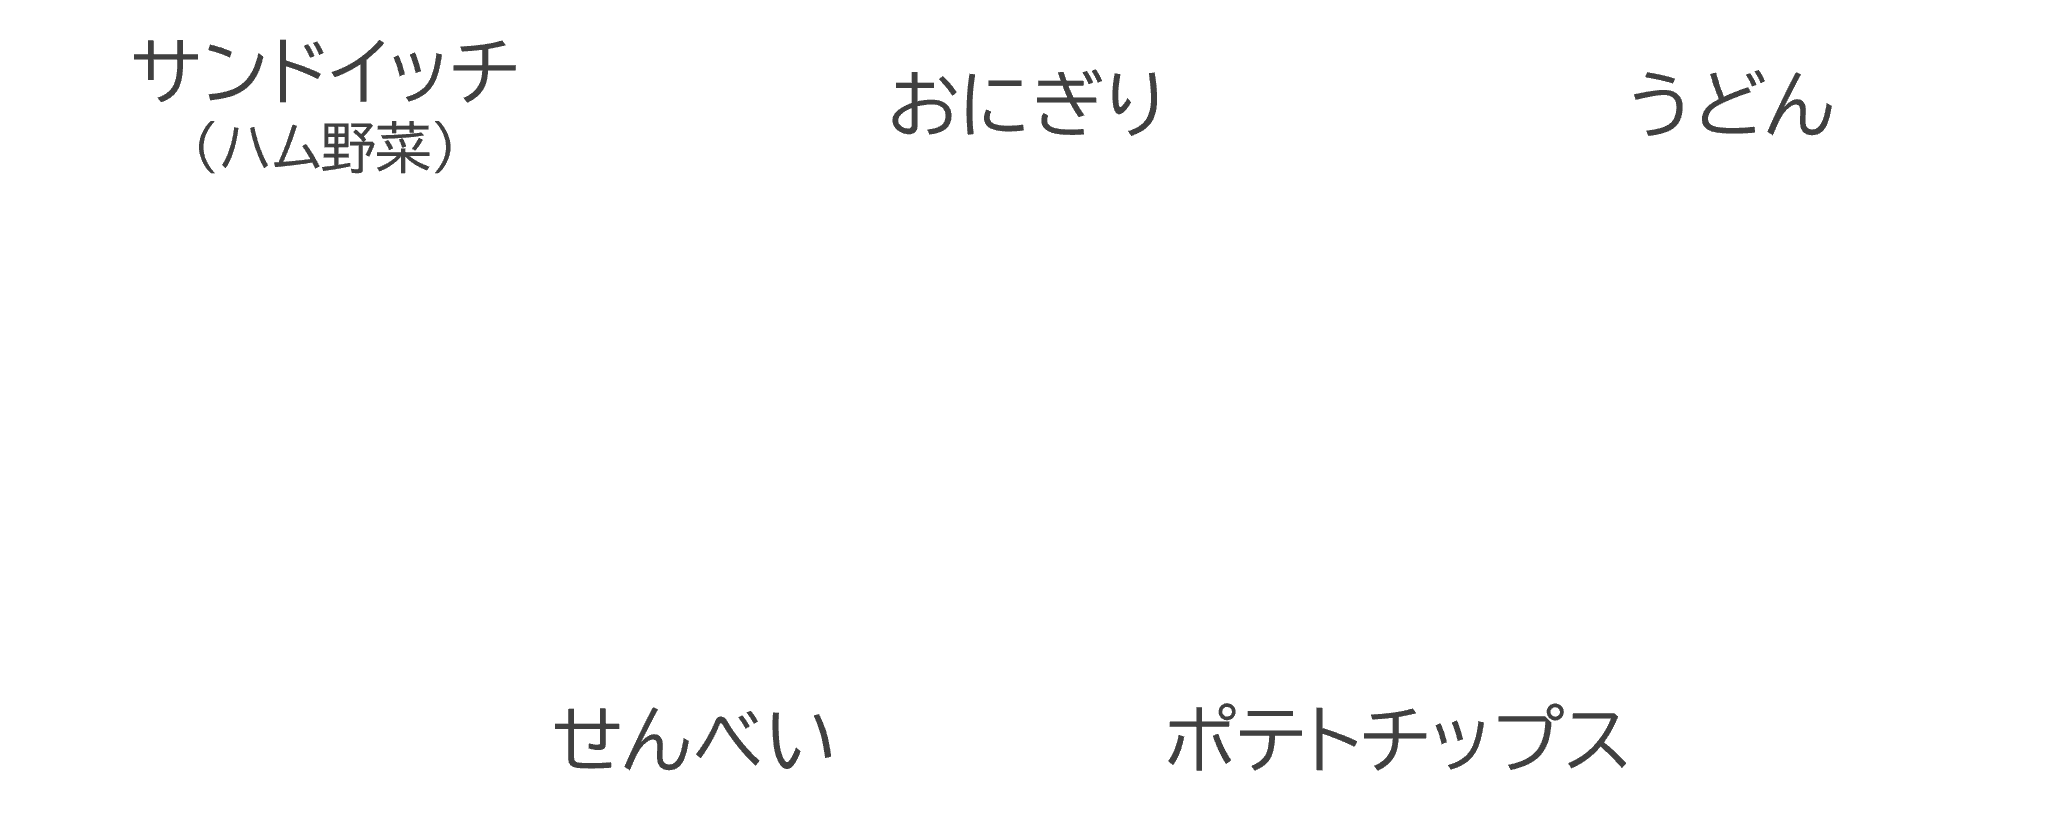 サンドイッチ
（ハム野菜）
おにぎり
うどん
せんべい
ポテトチップス